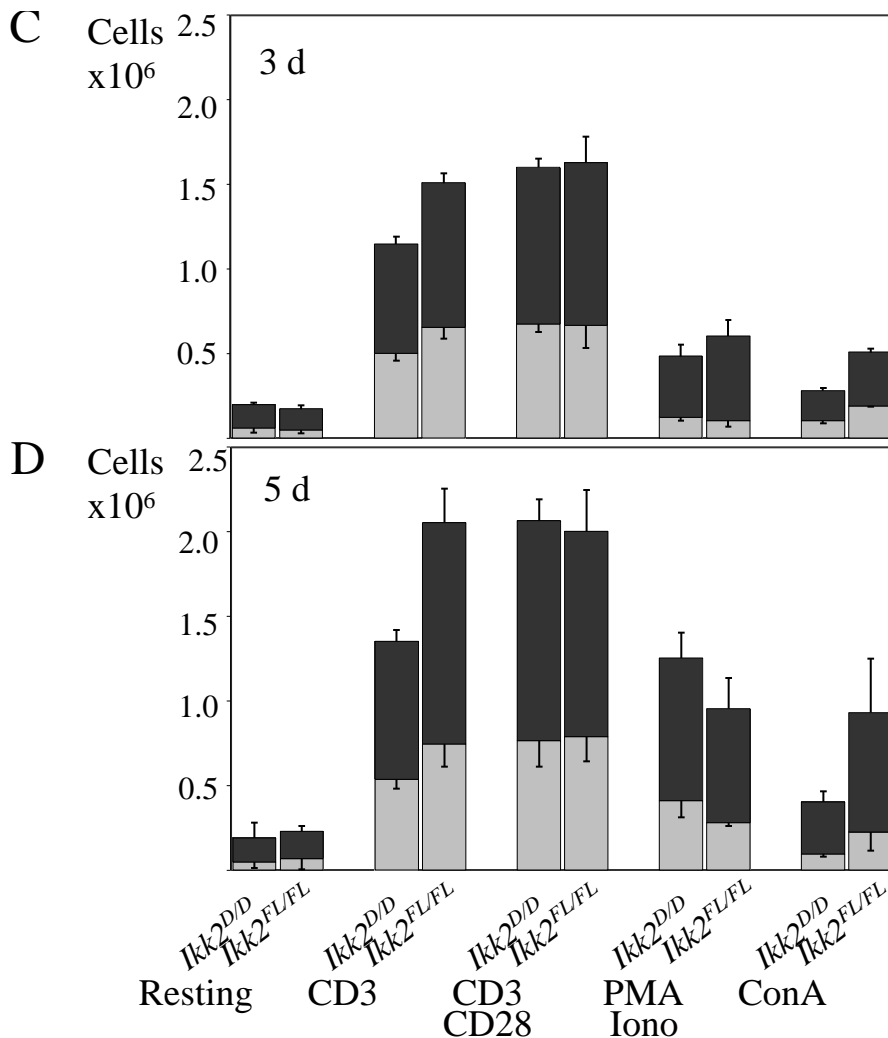 C
Cells
x10⁶
3 d
2.5
2.0
1.5
1.0
0.5
D
Cells
x10⁶
5 d
2.5
2.0
1.5
1.0
0.5
Ikk2^D/D
Ikk2^FL/FL
Ikk2^D/D
Ikk2^FL/FL
Ikk2^D/D
Ikk2^FL/FL
Ikk2^D/D
Ikk2^FL/FL
Ikk2^D/D
Ikk2^FL/FL
Resting CD3 CD3 PMA ConA
CD28 Iono